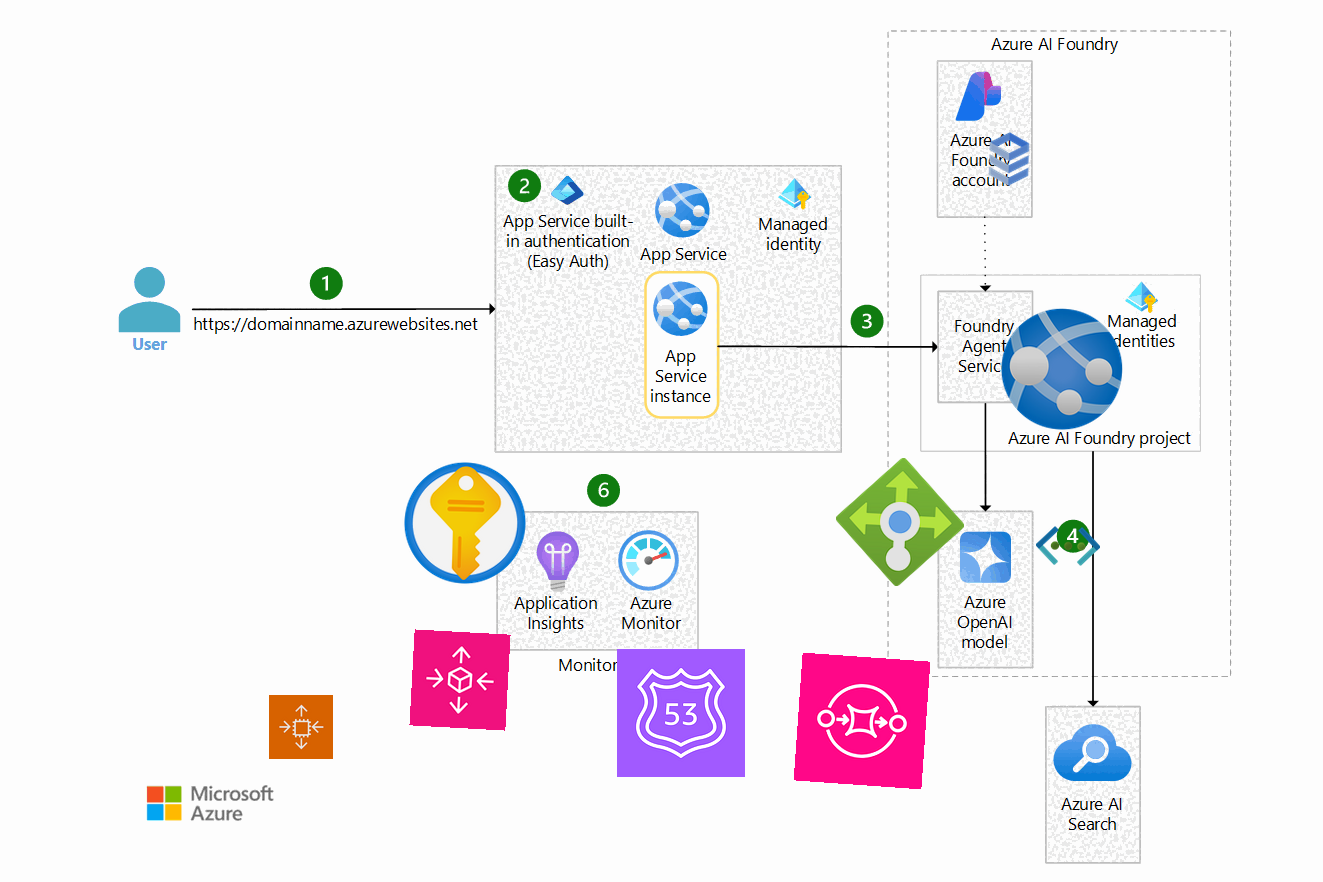 Azure AI Foundry
Azure AI
Foundry
account
2
App Service built-
in authentication
(Easy Auth)
App Service
Managed
identity
1
https://domainname.azurewebsites.net
User
App
Service
instance
3
Foundry
Agent
Service
Managed
identities
Azure AI Foundry project
6
Application
Insights
Azure
Monitor
Monitor
4
Azure
OpenAI
model
53
Azure AI
Search
Microsoft
Azure